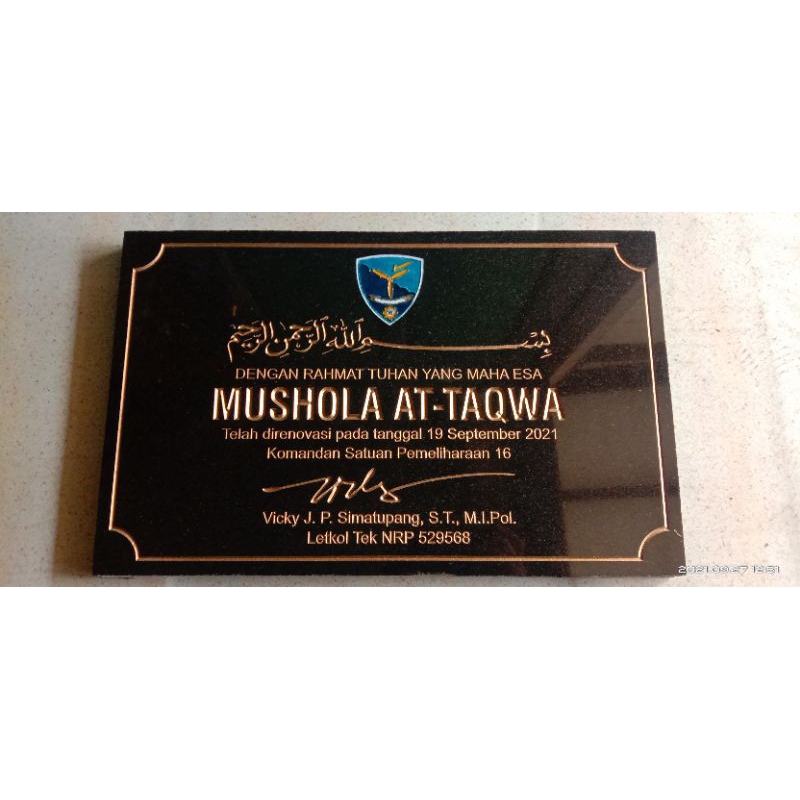 بِسْمِ اللهِ الرَّحْمٰنِ الرَّحِيْمِ
DENGAN RAHMAT TUHAN YANG MAHA ESA
MUSHOLA AT-TAQWA
Telah direnovasi pada tanggal 19 September 2021
Komandan Satuan Pemeliharaan 16
Vicky J. P. Simatupang, S.T., M.I.Pol.
Letkol Tek NRP 529568